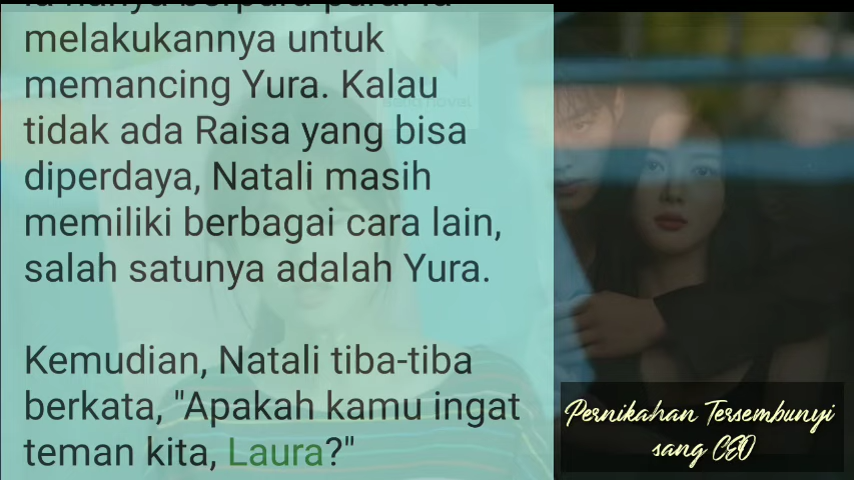 melakukannya untuk
memancing Yura. Kalau
tidak ada Raisa yang bisa
diperdaya, Natali masih
memiliki berbagai cara lain,
salah satunya adalah Yura.
Kemudian, Natali tiba-tiba
berkata, "Apakah kamu ingat
teman kita, Laura?"
Pernikahan Tersembunyi
sang CEO